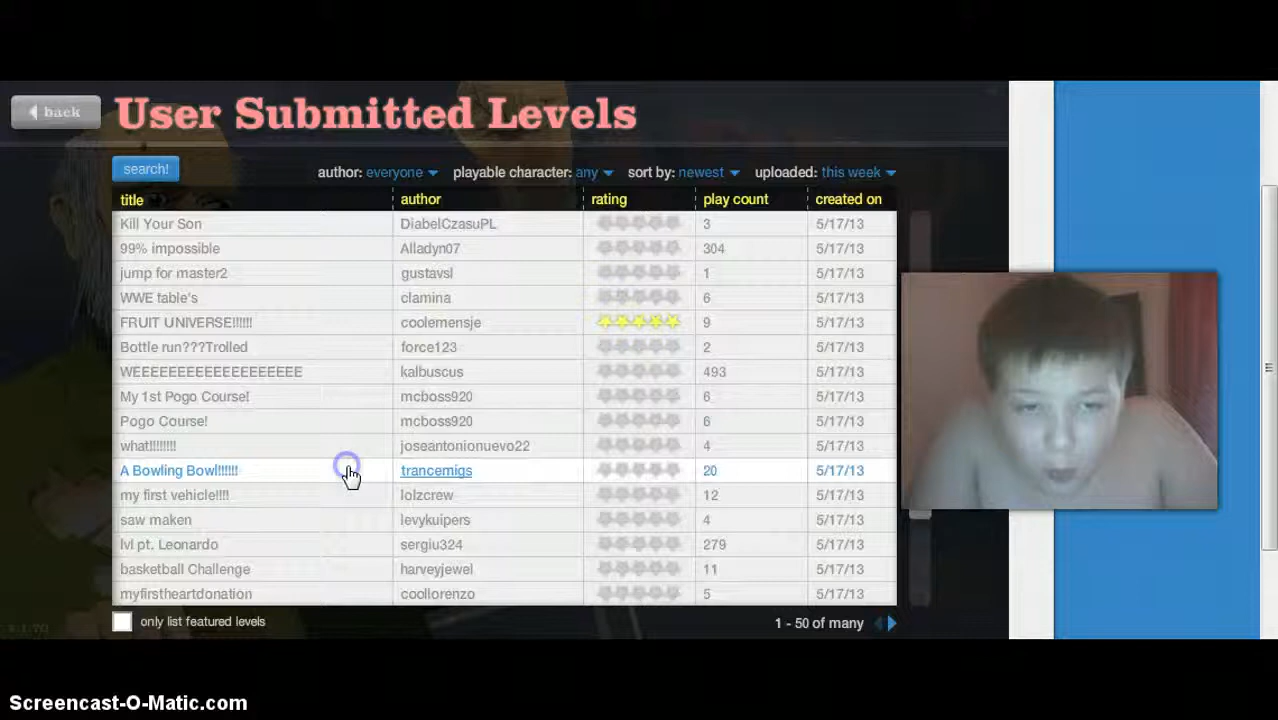 back
User Submitted Levels
search!
author: everyone playable character: any sort by: newest uploaded: this week
title author rating play count created on
Kill Your Son DiabelCzasuPL 3 5/17/13
99% impossible Alladyn07 304 5/17/13
jump for master2 gustavsl 1 5/17/13
WWE fable's clamina 6 5/17/13
FRUIT UNIVERSE!!!!!! coolemensje 9 5/17/13
Bottle run???Trolled force123 2 5/17/13
WEEEEEEEEEEEEEEEEEEE kalbuscus 493 5/17/13
My 1st Pogo Course! mcboss920 6 5/17/13
Pogo Course! mcboss920 6 5/17/13
what!!!!!!!! joseantonionuevo22 4 5/17/13
A Bowling Bowl!!!!!! trancemigs 20 5/17/13
my first vehicle!!!! lolzcrew 12 5/17/13
saw maken levykuipers 4 5/17/13
lvl pt. Leonardo sergiu324 279 5/17/13
basketball Challenge harveyjewel 11 5/17/13
myfirstheartdonation coollorenzo 5 5/17/13
only list featured levels 1 - 50 of many
Screencast-O-Matic.com